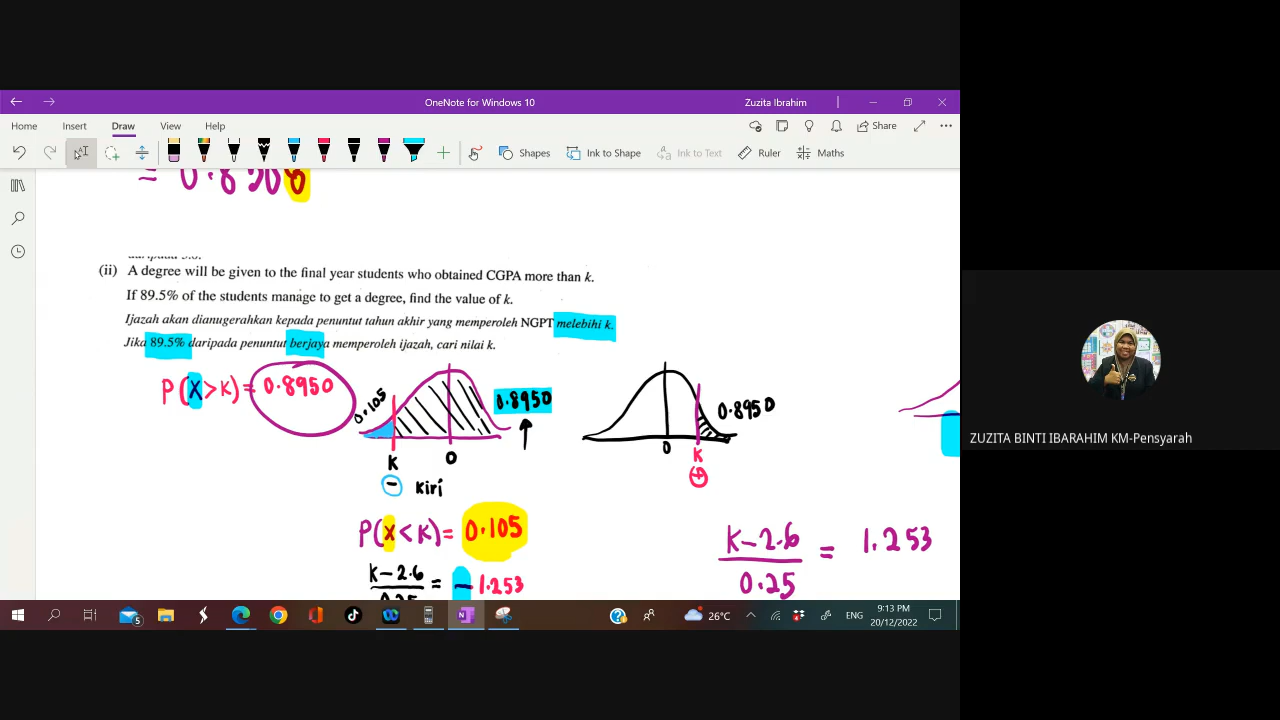 OneNote for Windows 10
Zuzita Ibrahim
Home Insert Draw View Help
Share
Shapes Ink to Shape Ink to Text Ruler Maths
= 0.8508
(ii) A degree will be given to the final year students who obtained CGPA more than k.
If 89.5% of the students manage to get a degree, find the value of k.
Ijazah akan dianugerahkan kepada penuntut tahun akhir yang memperoleh NGPT melebihi k.
Jika 89.5% daripada penuntut berjaya memperoleh ijazah, cari nilai k.
P(X>K) = 0.8950
0.105
0.8950
K 0
- kiri
0.8950
0 K
+
P(X<K) = 0.105
K-2.6
= -1.253
0.25
K-2.6
= 1.253
0.25
ZUZITA BINTI IBARAHIM KM-Pensyarah
5
26°C
ENG
9:13 PM
20/12/2022